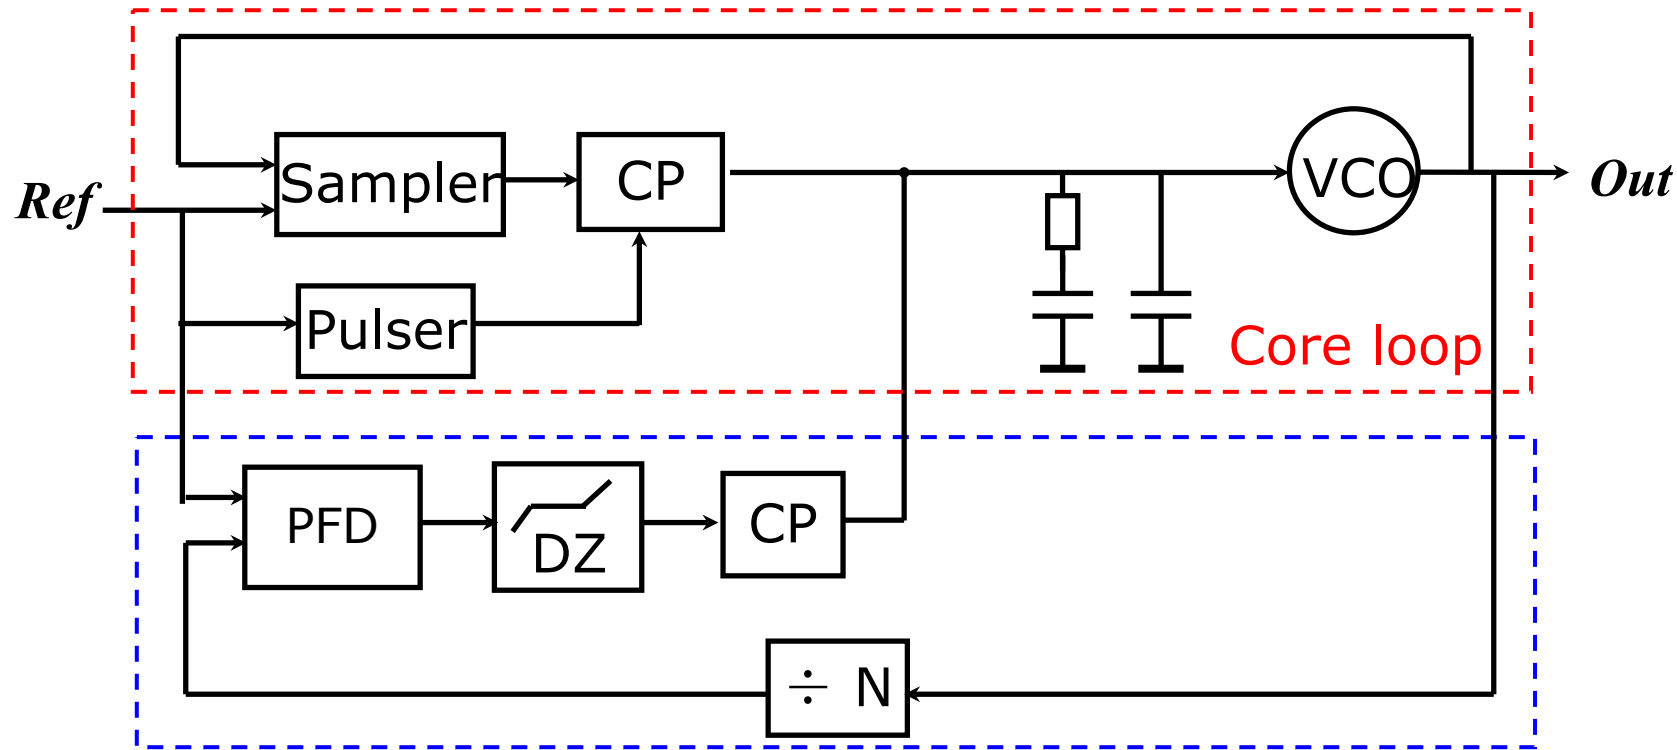 Sampler
CP
VCO
Ref
Out
Pulser
Core loop
PFD
DZ
CP
÷ N